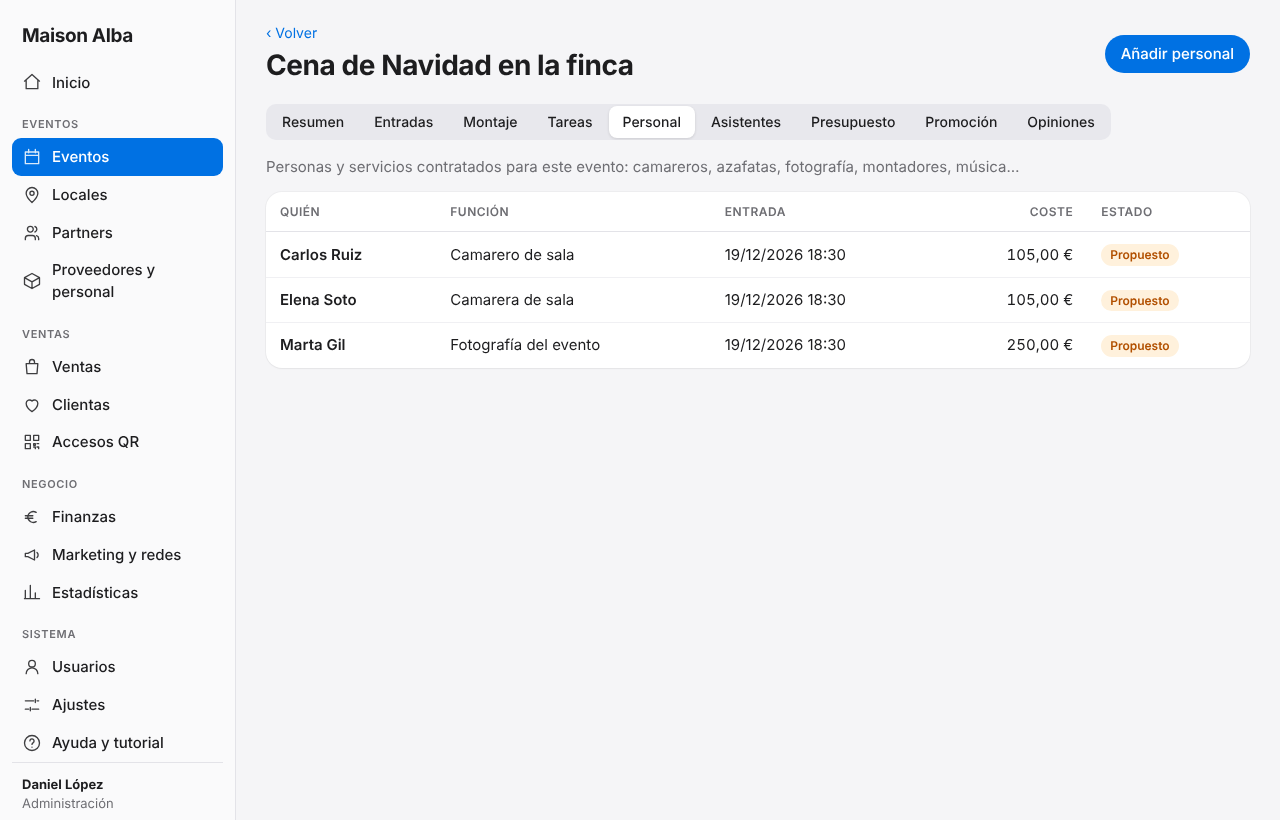 Maison Alba
Inicio
EVENTOS
Eventos
Locales
Partners
Proveedores y
personal
VENTAS
Ventas
Clientas
Accesos QR
NEGOCIO
Finanzas
Marketing y redes
Estadísticas
SISTEMA
Usuarios
Ajustes
Ayuda y tutorial
Daniel López
Administración
‹ Volver
Cena de Navidad en la finca
Añadir personal
Resumen Entradas Montaje Tareas Personal Asistentes Presupuesto Promoción Opiniones
Personas y servicios contratados para este evento: camareros, azafatas, fotografía, montadores, música…
QUIÉN FUNCIÓN ENTRADA COSTE ESTADO
Carlos Ruiz Camarero de sala 19/12/2026 18:30 105,00 € Propuesto
Elena Soto Camarera de sala 19/12/2026 18:30 105,00 € Propuesto
Marta Gil Fotografía del evento 19/12/2026 18:30 250,00 € Propuesto